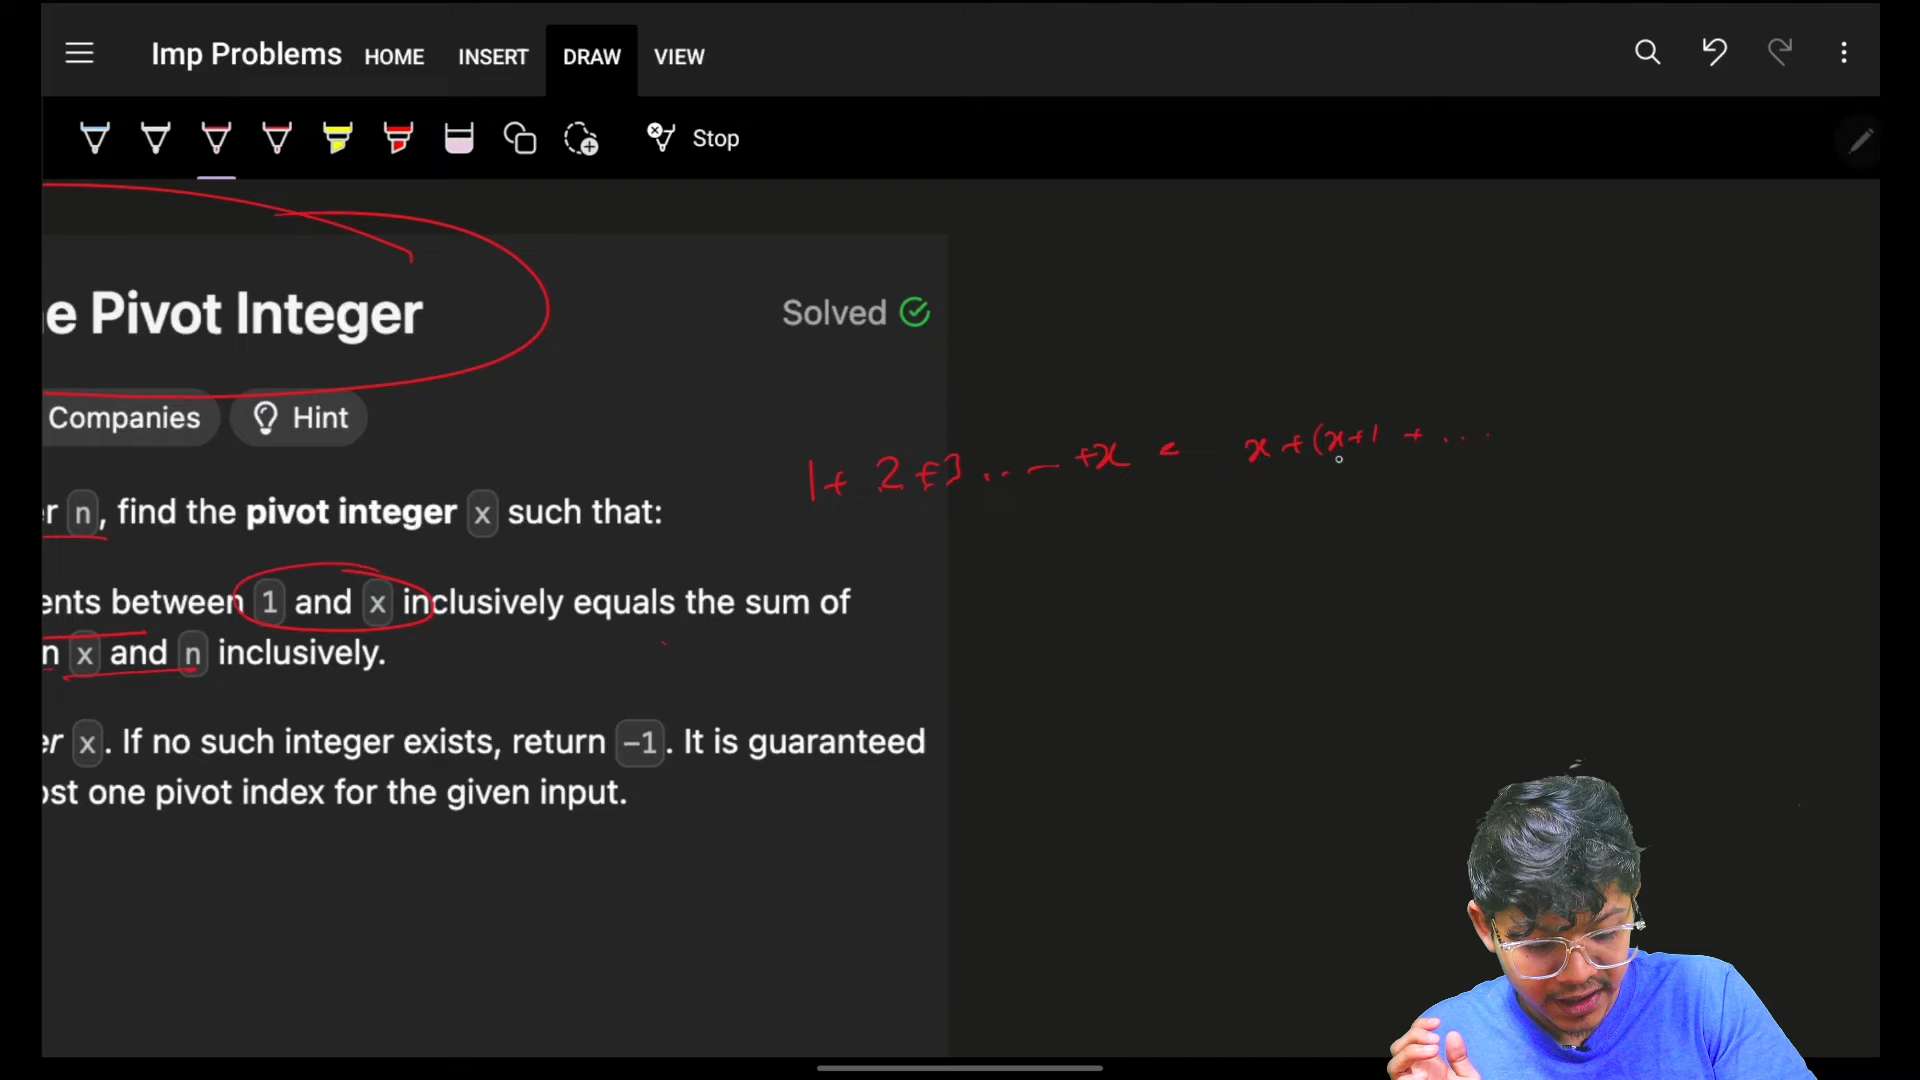 Imp Problems HOME INSERT DRAW VIEW
Stop
e Pivot Integer
Solved
Companies
Hint
1 + 2 + 3 .. — + x = x + (x+1 + ....
r n, find the pivot integer x such that:
ents between 1 and x inclusively equals the sum of
n x and n inclusively.
er x. If no such integer exists, return -1. It is guaranteed
ost one pivot index for the given input.